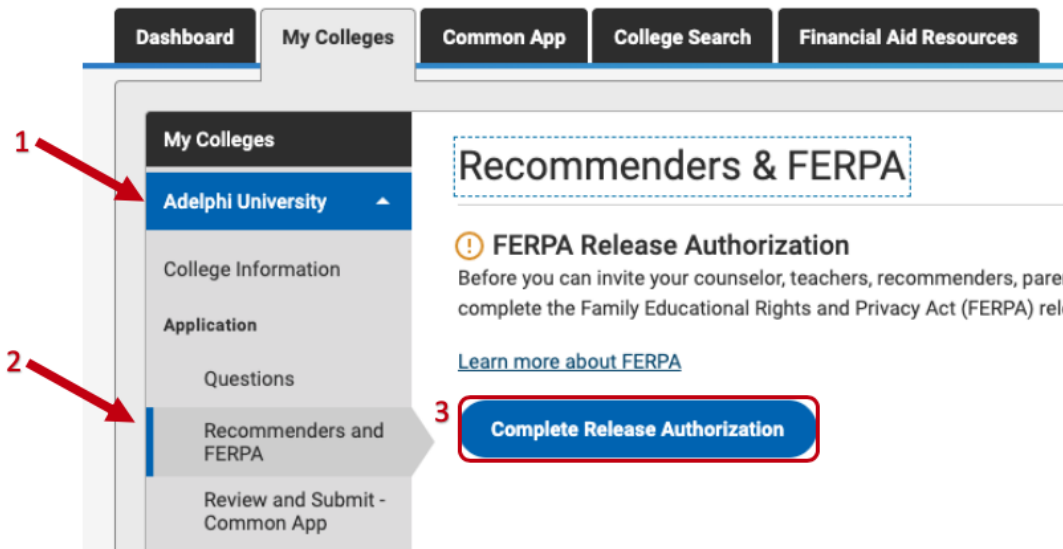 Dashboard
My Colleges
Common App
College Search
Financial Aid Resources
1
My Colleges
Adelphi University
College Information
Application
2
Questions
Recommenders and
FERPA
Review and Submit -
Common App
Recommenders & FERPA
FERPA Release Authorization
Before you can invite your counselor, teachers, recommenders,
complete the Family Educational Rights and Privacy Act (FERPA)
Learn more about FERPA
3
Complete Release Authorization